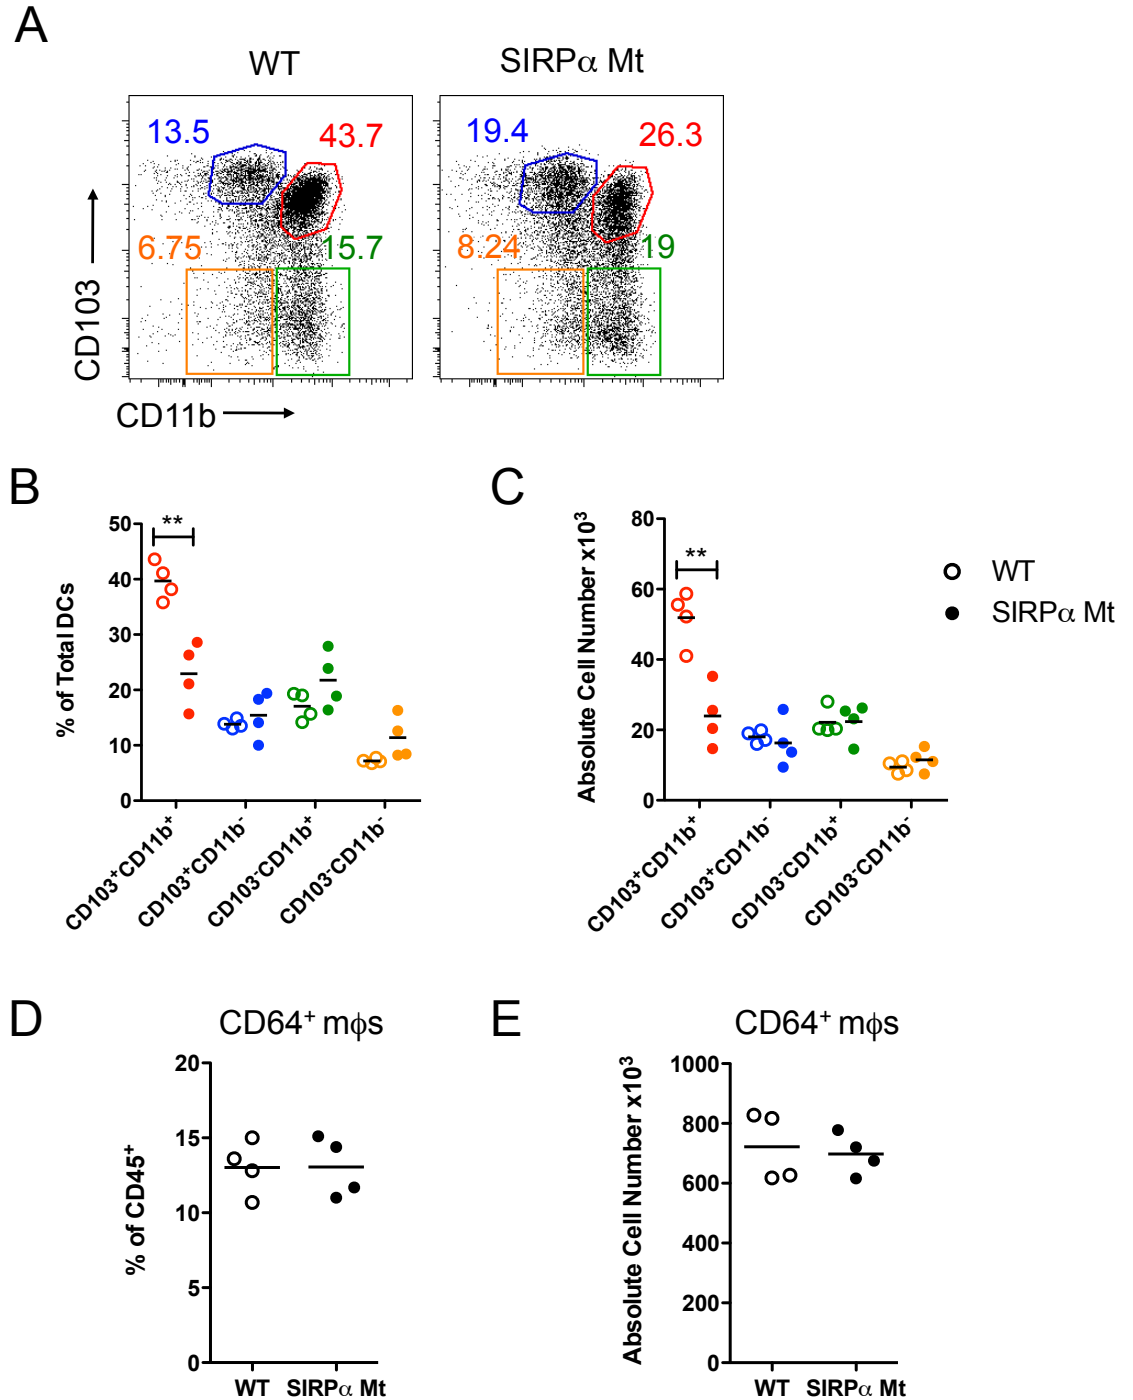 A
WT
SIRPα Mt
13.5
43.7
19.4
26.3
6.75
15.7
8.24
19
CD103
CD11b
B
C
% of Total DCs
50
40
30
20
10
0
**
CD103⁺CD11b⁺
CD103⁺CD11b⁻
CD103⁻CD11b⁺
CD103⁻CD11b⁻
Absolute Cell Number x10³
80
60
40
20
0
**
CD103⁺CD11b⁺
CD103⁺CD11b⁻
CD103⁻CD11b⁺
CD103⁻CD11b⁻
WT
SIRPα Mt
D
CD64⁺ mϕs
% of CD45⁺
20
15
10
5
0
WT
SIRPα Mt
E
CD64⁺ mϕs
Absolute Cell Number x10³
1000
800
600
400
200
0
WT
SIRPα Mt